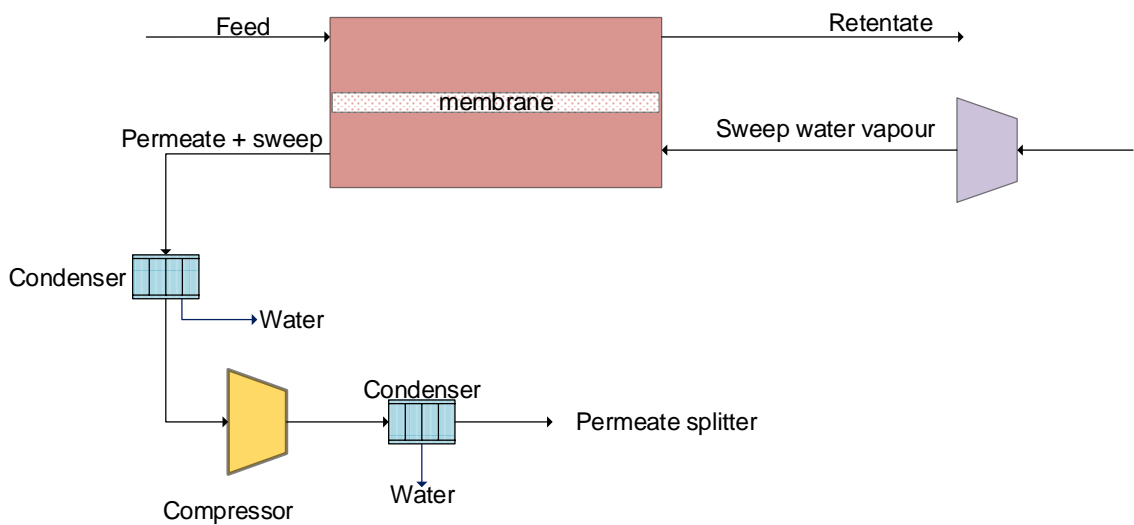 Feed
Retentate
membrane
Sweep water vapour
Permeate + sweep
Condenser
Water
Condenser
Permeate splitter
Water
Compressor